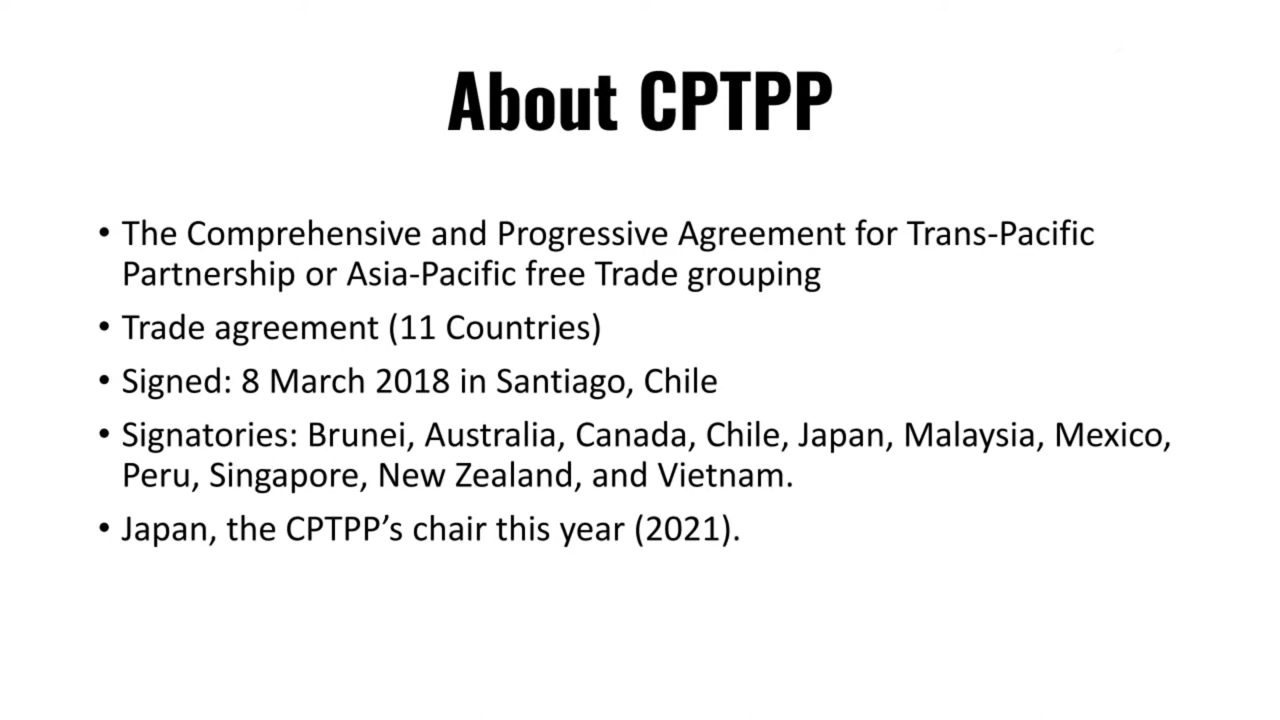 About CPTPP
• The Comprehensive and Progressive Agreement for Trans-Pacific
Partnership or Asia-Pacific free Trade grouping
• Trade agreement (11 Countries)
• Signed: 8 March 2018 in Santiago, Chile
• Signatories: Brunei, Australia, Canada, Chile, Japan, Malaysia, Mexico,
Peru, Singapore, New Zealand, and Vietnam.
• Japan, the CPTPP’s chair this year (2021).